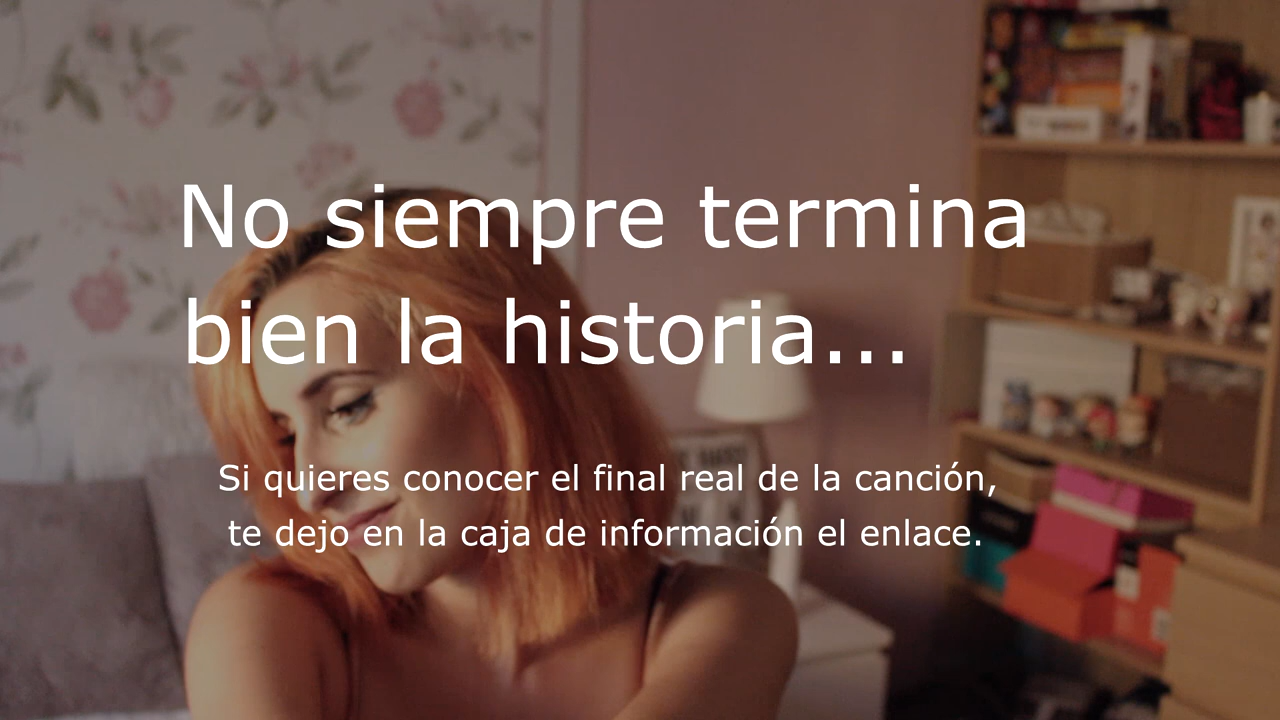 No siempre termina
bien la historia...
Si quieres conocer el final real de la canción,
te dejo en la caja de información el enlace.